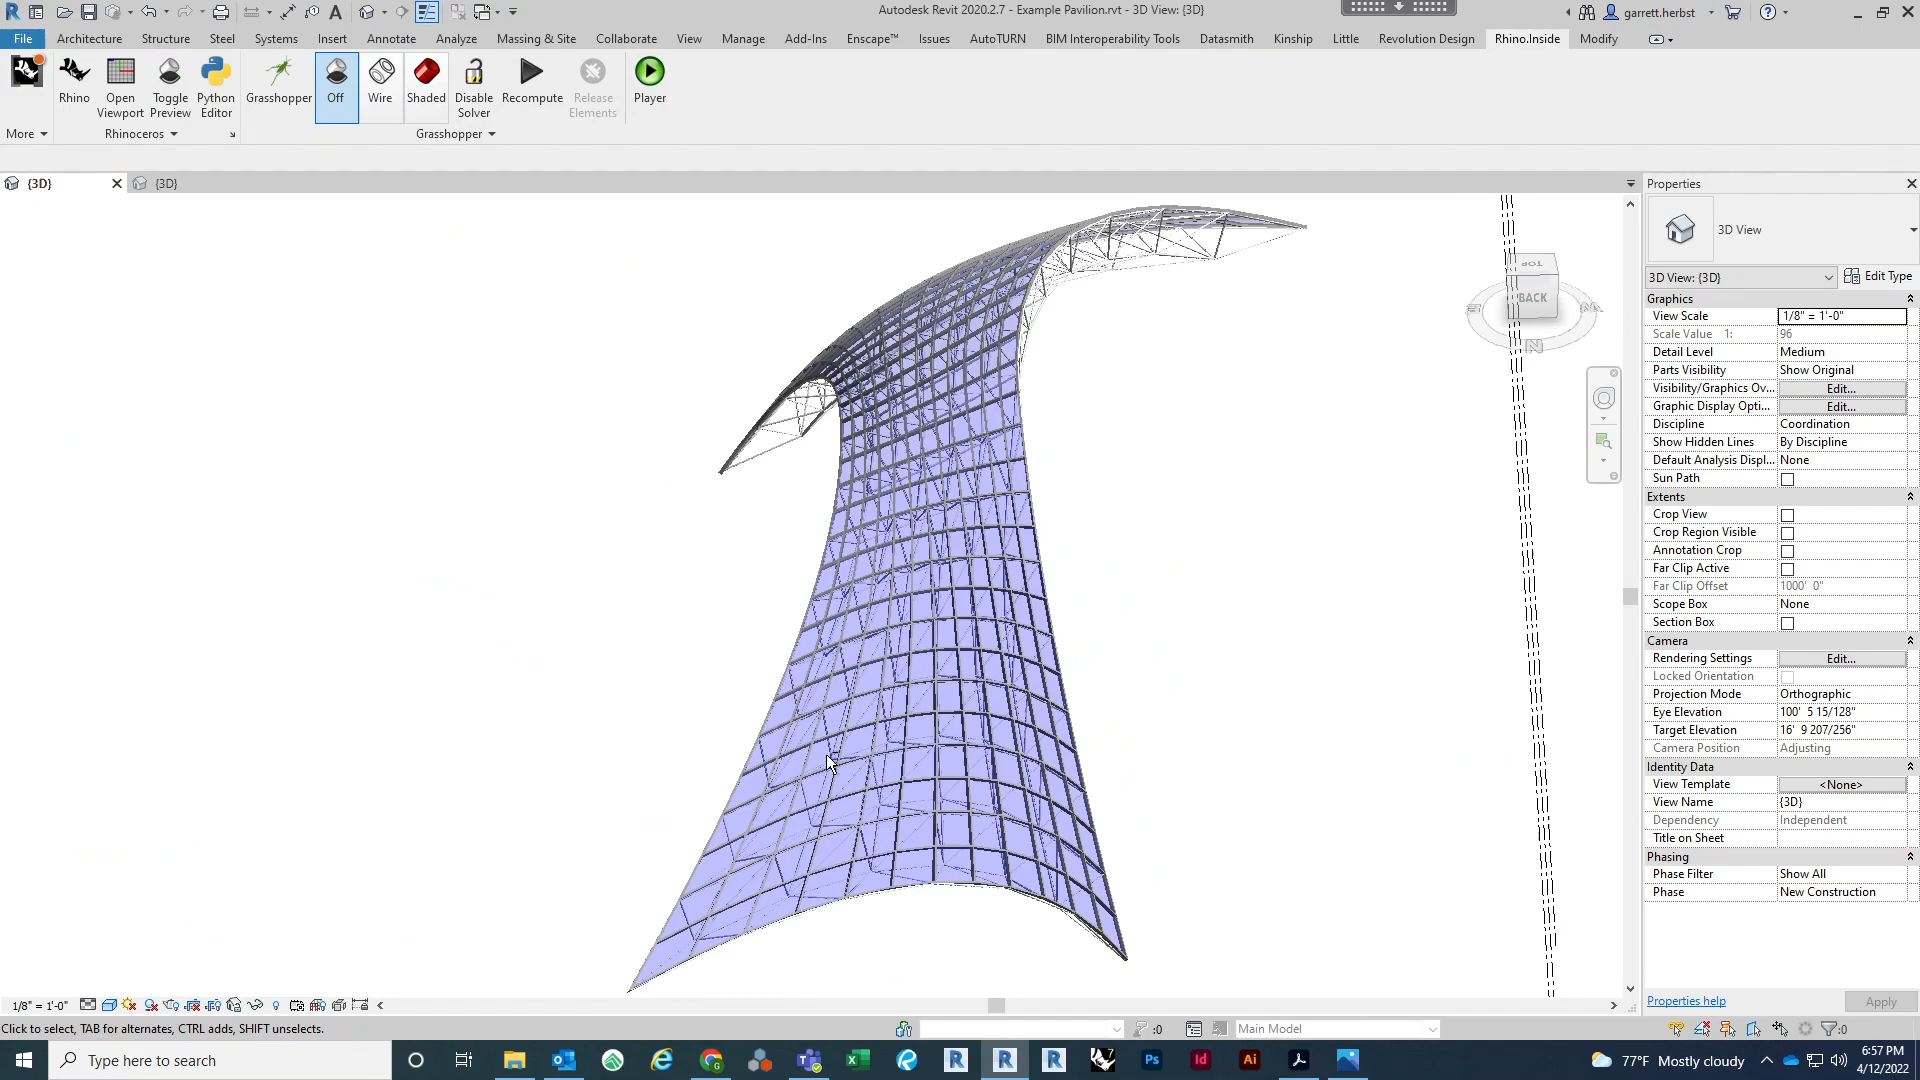 Autodesk Revit 2020.2.7 - Example Pavilion.rvt - 3D View: {3D}
garrett.herbst
File Architecture Structure Steel Systems Insert Annotate Analyze Massing & Site Collaborate View Manage Add-Ins Enscape™ Issues AutoTURN BIM Interoperability Tools Datasmith Kinship Little Revolution Design Rhino.Inside Modify
Rhino
Open Viewport
Toggle Preview
Python Editor
Grasshopper
Off
Wire
Shaded
Disable Solver
Recompute
Release Elements
Player
More
Rhinoceros
Grasshopper
{3D}
{3D}
TOP
BACK
N
Properties
3D View
3D View: {3D} Edit Type
Graphics
View Scale 1/8" = 1'-0"
Scale Value 1: 96
Detail Level Medium
Parts Visibility Show Original
Visibility/Graphics Ov... Edit...
Graphic Display Opti... Edit...
Discipline Coordination
Show Hidden Lines By Discipline
Default Analysis Displ... None
Sun Path
Extents
Crop View
Crop Region Visible
Annotation Crop
Far Clip Active
Far Clip Offset 1000' 0"
Scope Box None
Section Box
Camera
Rendering Settings Edit...
Locked Orientation
Projection Mode Orthographic
Eye Elevation 100' 5 15/128"
Target Elevation 16' 9 207/256"
Camera Position Adjusting
Identity Data
View Template <None>
View Name {3D}
Dependency Independent
Title on Sheet
Phasing
Phase Filter Show All
Phase New Construction
Properties help Apply
1/8" = 1'-0"
Click to select, TAB for alternates, CTRL adds, SHIFT unselects.
:0
Main Model
:0
Type here to search
Ps
Id
Ai
77°F Mostly cloudy
6:57 PM
4/12/2022